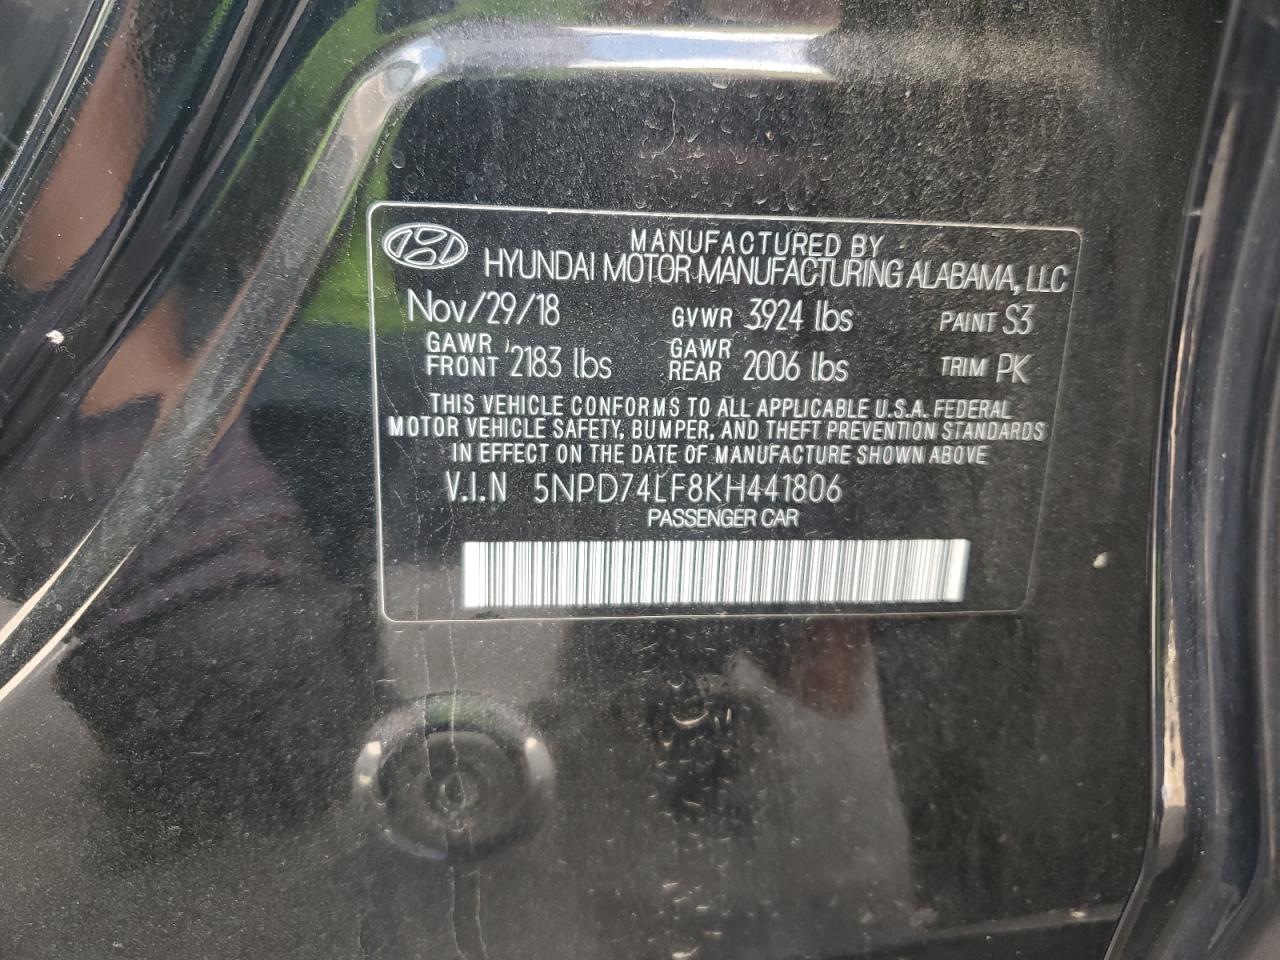 MANUFACTURED BY
HYUNDAI MOTOR MANUFACTURING ALABAMA, LLC
Nov/29/18 GVWR 3924 lbs PAINT S3
GAWR FRONT 2183 lbs GAWR REAR 2006 lbs TRIM PK
THIS VEHICLE CONFORMS TO ALL APPLICABLE U.S.A. FEDERAL
MOTOR VEHICLE SAFETY, BUMPER, AND THEFT PREVENTION STANDARDS
IN EFFECT ON THE DATE OF MANUFACTURE SHOWN ABOVE
V.I.N 5NPD74LF8KH441806
PASSENGER CAR